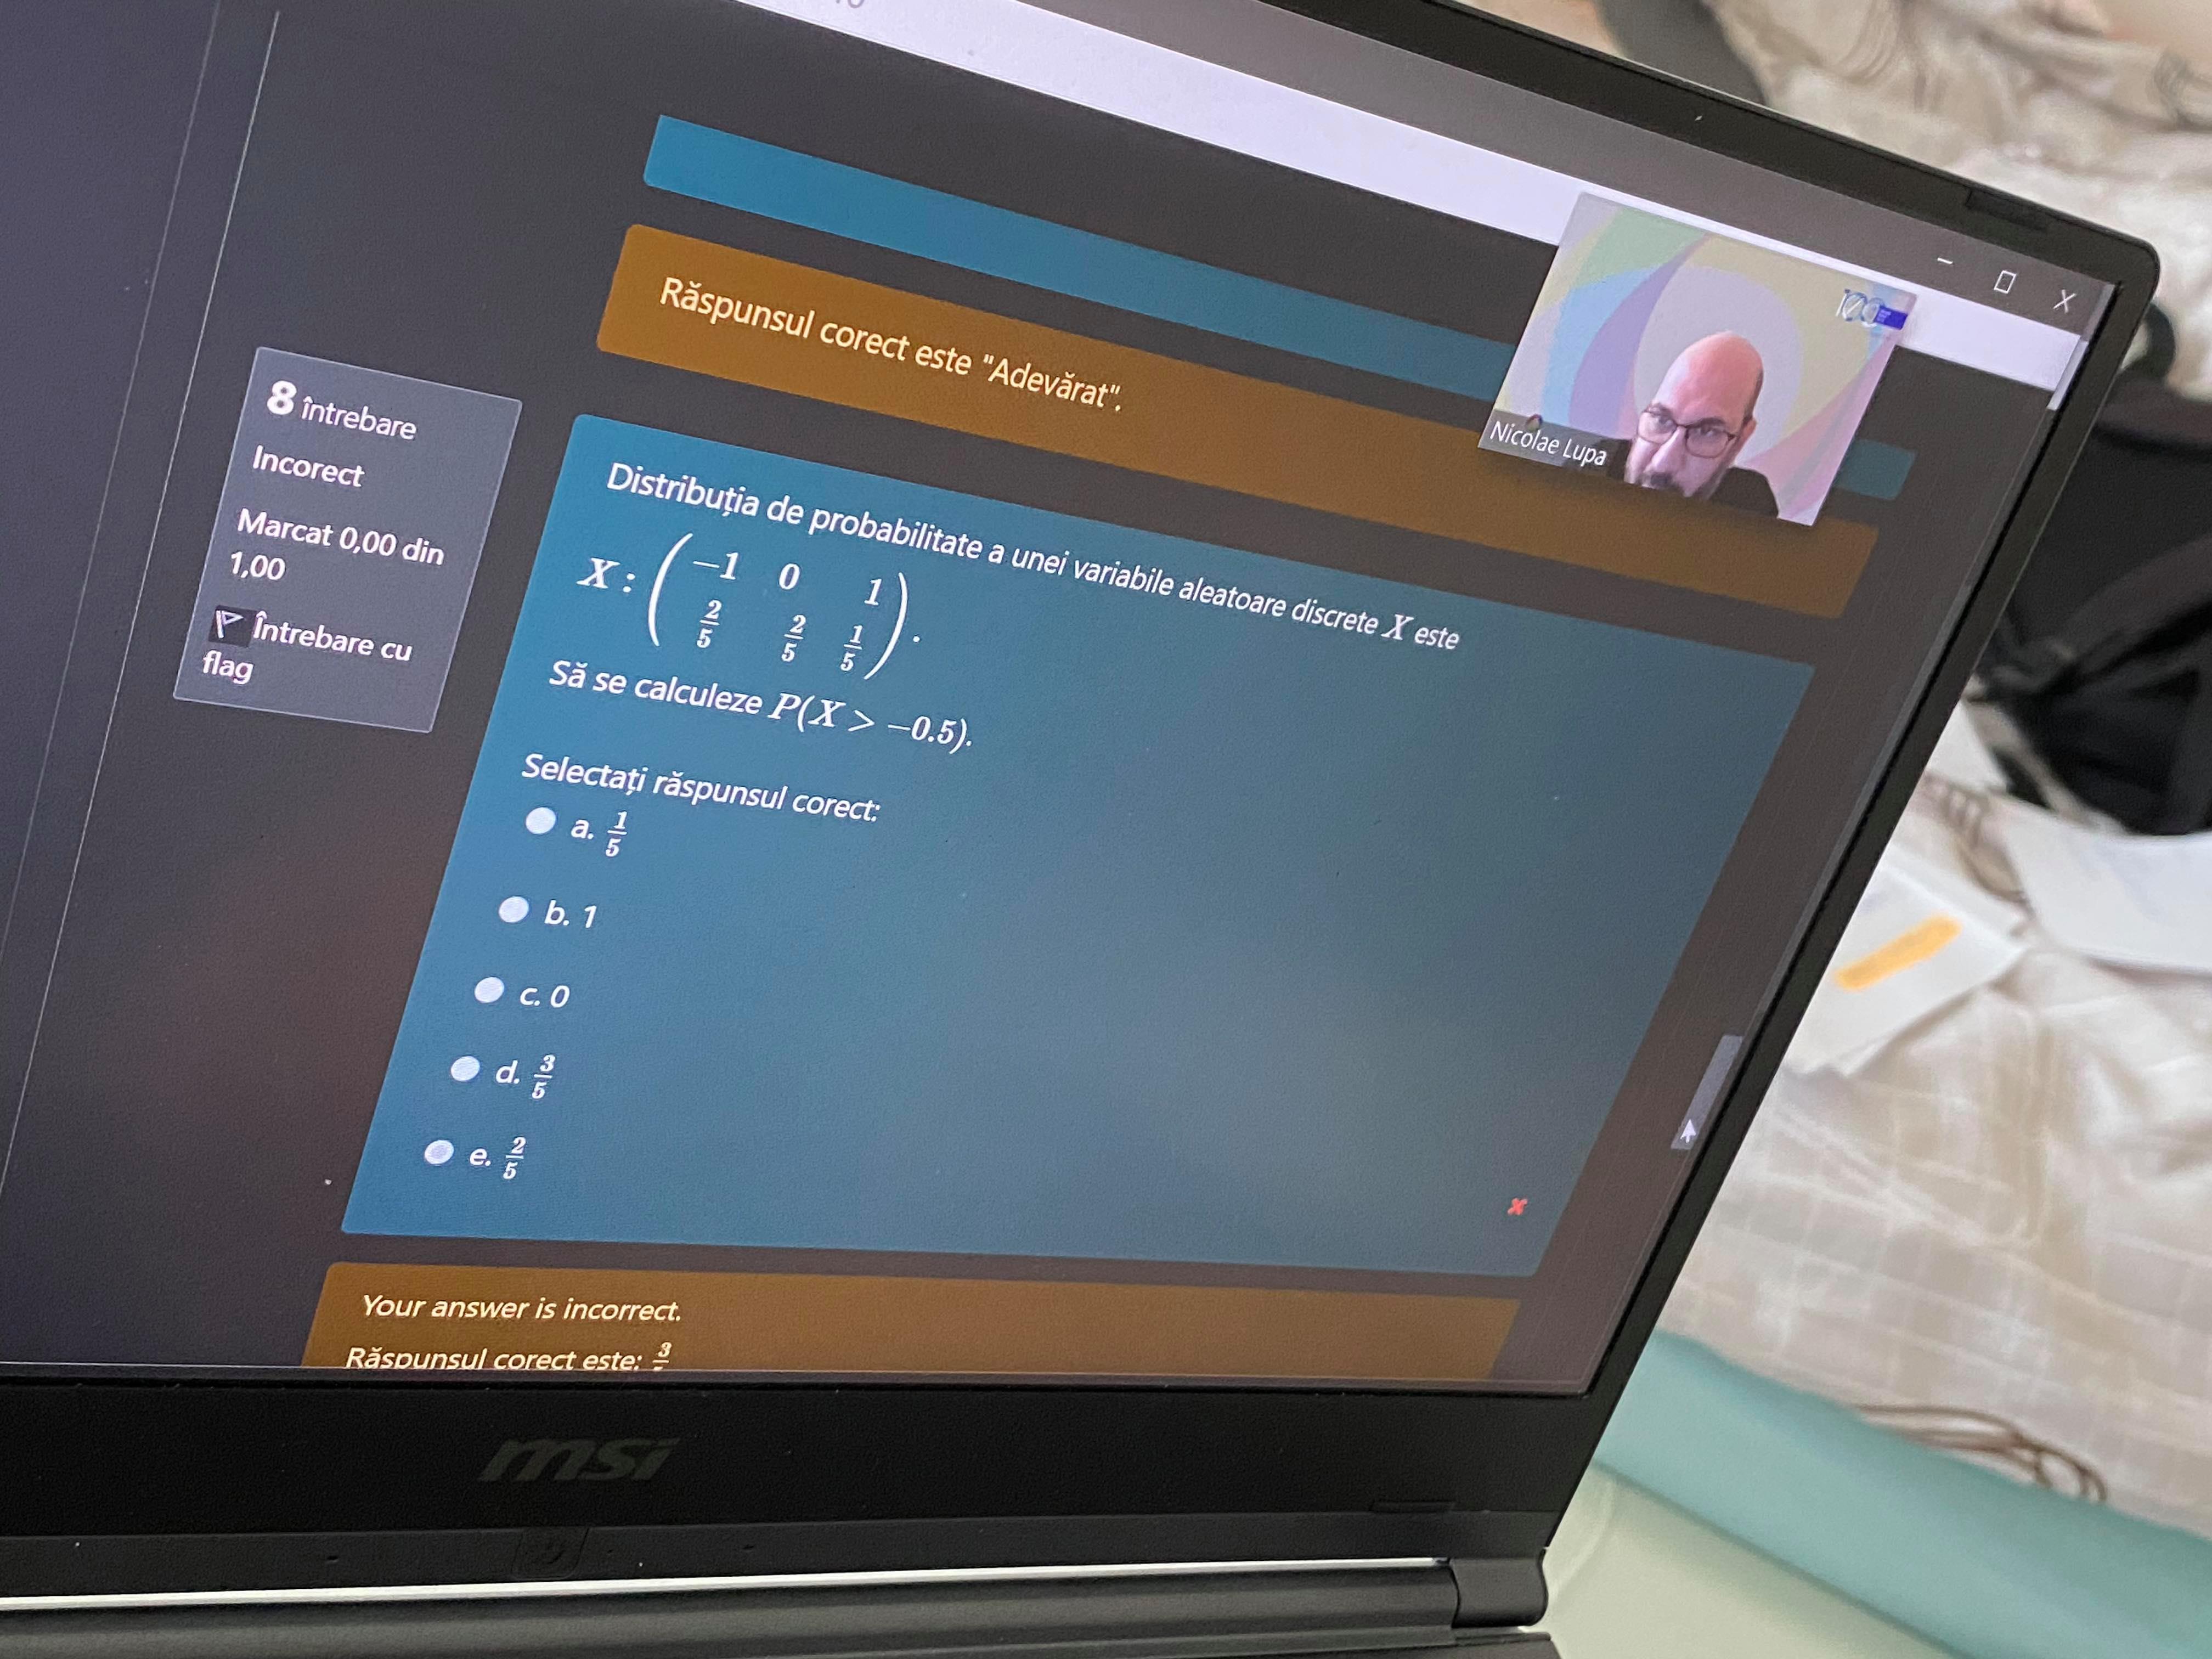 Răspunsul corect este "Adevărat".
Nicolae Lupa
8 întrebare
Incorect
Marcat 0,00 din
1,00
Întrebare cu
flag
Distribuția de probabilitate a unei variabile aleatoare discrete X este
X : ( -1 0 1
2/5 2/5 1/5 ) .
Să se calculeze P(X > -0.5).
Selectați răspunsul corect:
a. 1/5
b. 1
c. 0
d. 3/5
e. 2/5
Your answer is incorrect.
Răspunsul corect este: 3
msi